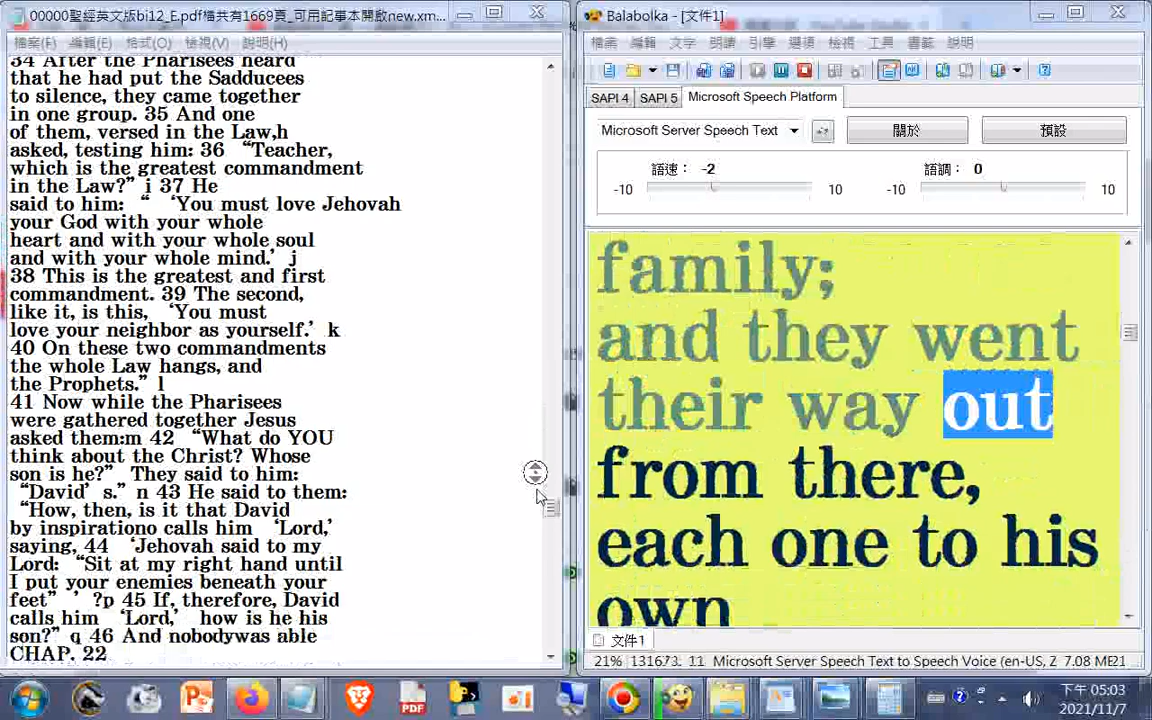 00000聖經英文版bi12_E.pdf檔共有1669頁_可用記事本開啟new.xm...
檔案(F) 編輯(E) 格式(O) 檢視(V) 說明(H)
34 After the Pharisees heard
that he had put the Sadducees
to silence, they came together
in one group. 35 And one
of them, versed in the Law,h
asked, testing him: 36 “Teacher,
which is the greatest commandment
in the Law?” i 37 He
said to him: “ ‘You must love Jehovah
your God with your whole
heart and with your whole soul
and with your whole mind.’ j
38 This is the greatest and first
commandment. 39 The second,
like it, is this, ‘You must
love your neighbor as yourself.’ k
40 On these two commandments
the whole Law hangs, and
the Prophets.” l
41 Now while the Pharisees
were gathered together Jesus
asked them:m 42 “What do YOU
think about the Christ? Whose
son is he?” They said to him:
“David’s.” n 43 He said to them:
“How, then, is it that David
by inspirationo calls him ‘Lord,’
saying, 44 ‘Jehovah said to my
Lord: “Sit at my right hand until
I put your enemies beneath your
feet” ’ ?p 45 If, therefore, David
calls him ‘Lord,’ how is he his
son?” q 46 And nobodywas able
CHAP. 22
Balabolka - [文件1]
檔案 編輯 文字 朗讀 引擎 選項 檢視 工具 書籤 說明
SAPI 4 SAPI 5 Microsoft Speech Platform
Microsoft Server Speech Text 關於 預設
語速： -2 語調： 0
-10 10 -10 10
family;
and they went
their way out
from there,
each one to his
own
文件1
21% 131673: 11 Microsoft Server Speech Text to Speech Voice (en-US, Z 7.08 ME21
PDF
下午 05:03
2021/11/7